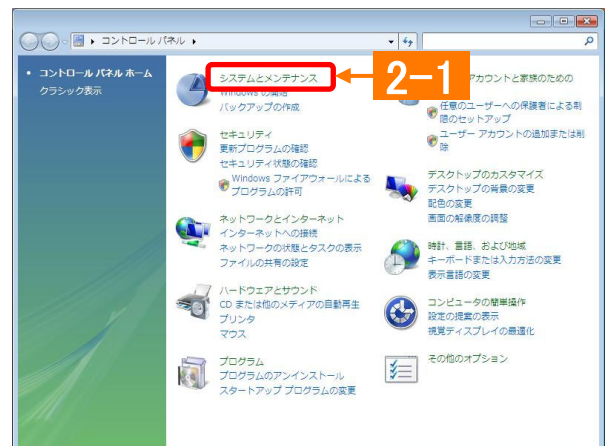 コントロール パネル
コントロール パネル ホーム
クラシック表示
システムとメンテナンス
Windows の開始
バックアップの作成
セキュリティ
更新プログラムの確認
セキュリティ状態の確認
Windows ファイアウォールによる
プログラムの許可
ネットワークとインターネット
インターネットへの接続
ネットワークの状態とタスクの表示
ファイルの共有の設定
ハードウェアとサウンド
CD または他のメディアの自動再生
プリンタ
マウス
プログラム
プログラムのアンインストール
スタートアップ プログラムの変更
2-1
アカウントと家族のための
任意のユーザーへの保護者による制
限のセットアップ
ユーザー アカウントの追加または削
除
デスクトップのカスタマイズ
デスクトップの背景の変更
配色の変更
画面の解像度の調整
時計、言語、および地域
キーボードまたは入力方法の変更
表示言語の変更
コンピュータの簡単操作
設定の提案の表示
視覚ディスプレイの最適化
その他のオプション